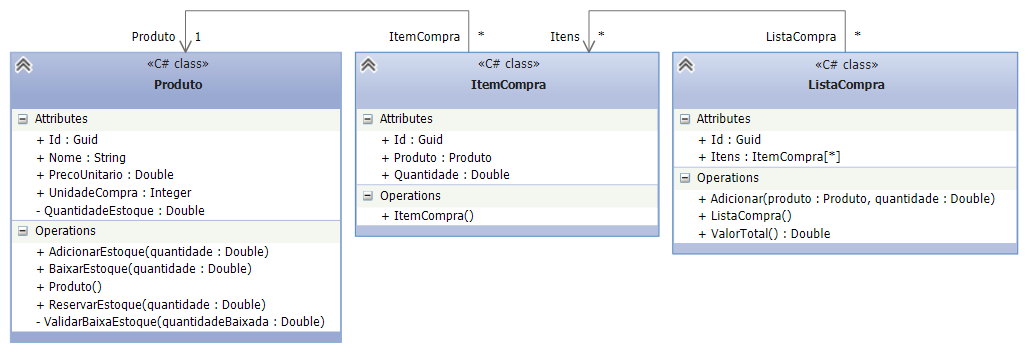 Produto 1 ItemCompra * Itens * ListaCompra *
«C# class»
Produto
Attributes
+ Id : Guid
+ Nome : String
+ PrecoUnitario : Double
+ UnidadeCompra : Integer
- QuantidadeEstoque : Double
Operations
+ AdicionarEstoque(quantidade : Double)
+ BaixarEstoque(quantidade : Double)
+ Produto()
+ ReservarEstoque(quantidade : Double)
- ValidarBaixaEstoque(quantidadeBaixada : Double)
«C# class»
ItemCompra
Attributes
+ Id : Guid
+ Produto : Produto
+ Quantidade : Double
Operations
+ ItemCompra()
«C# class»
ListaCompra
Attributes
+ Id : Guid
+ Itens : ItemCompra[*]
Operations
+ Adicionar(produto : Produto, quantidade : Double)
+ ListaCompra()
+ ValorTotal() : Double